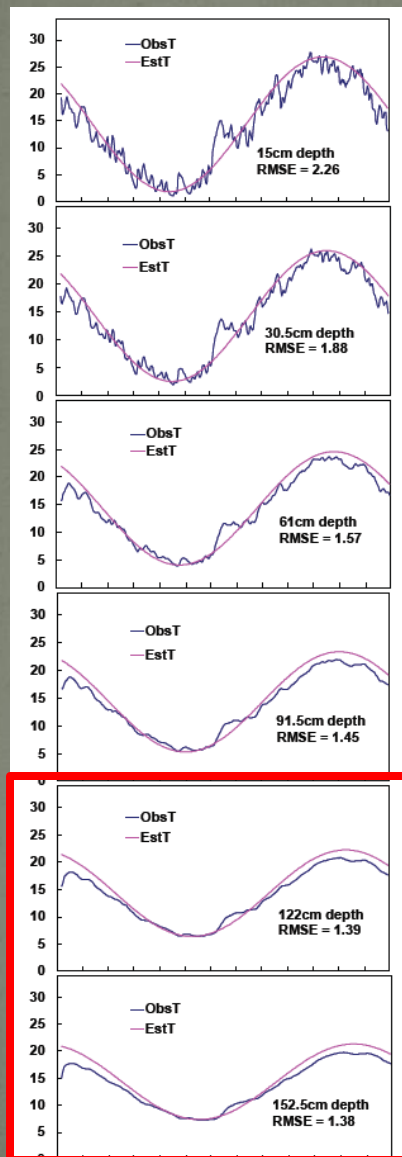 30
ObsT
25
EstT
20
15
15cm depth
10
RMSE = 2.26
5
0
30
ObsT
25
EstT
20
15
30.5cm depth
10
RMSE = 1.88
5
0
30
ObsT
25
EstT
20
15
61cm depth
10
RMSE = 1.57
5
0
30
ObsT
25
EstT
20
15
91.5cm depth
10
RMSE = 1.45
5
0
30
ObsT
25
EstT
20
15
122cm depth
10
RMSE = 1.39
5
0
30
ObsT
25
EstT
20
15
152.5cm depth
10
RMSE = 1.38
5
0